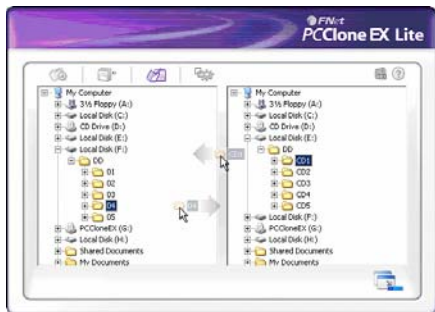 FNet
PCClone EX Lite
My Computer
3½ Floppy (A:)
Local Disk (C:)
CD Drive (D:)
Local Disk (E:)
Local Disk (F:)
DD
01
02
03
04
05
PCCloneEX (G:)
Local Disk (H:)
Shared Documents
My Documents
CD1
04
My Computer
3½ Floppy (A:)
Local Disk (C:)
CD Drive (D:)
Local Disk (E:)
DD
CD1
CD2
CD3
CD4
CD5
Local Disk (F:)
PCCloneEX (G:)
Local Disk (H:)
Shared Documents
My Documents